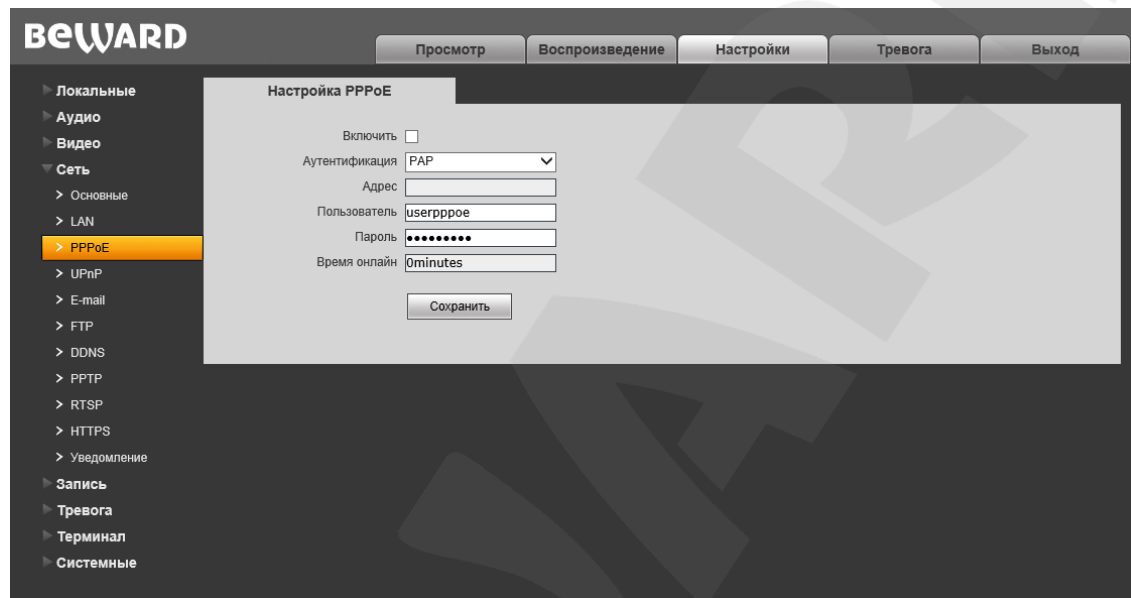 BEWARD
Просмотр Воспроизведение Настройки Тревога Выход
Локальные
Аудио
Видео
Сеть
Основные
LAN
PPPoE
UPnP
E-mail
FTP
DDNS
PPTP
RTSP
HTTPS
Уведомление
Запись
Тревога
Терминал
Системные
Настройка PPPoE
Включить
Аутентификация PAP
Адрес
Пользователь userpppoe
Пароль •••••••••
Время онлайн 0minutes
Сохранить